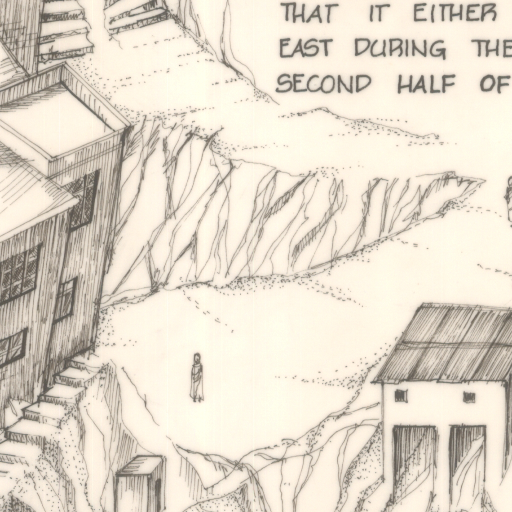 THAT IT EITHER
EAST DURING THE
SECOND HALF OF